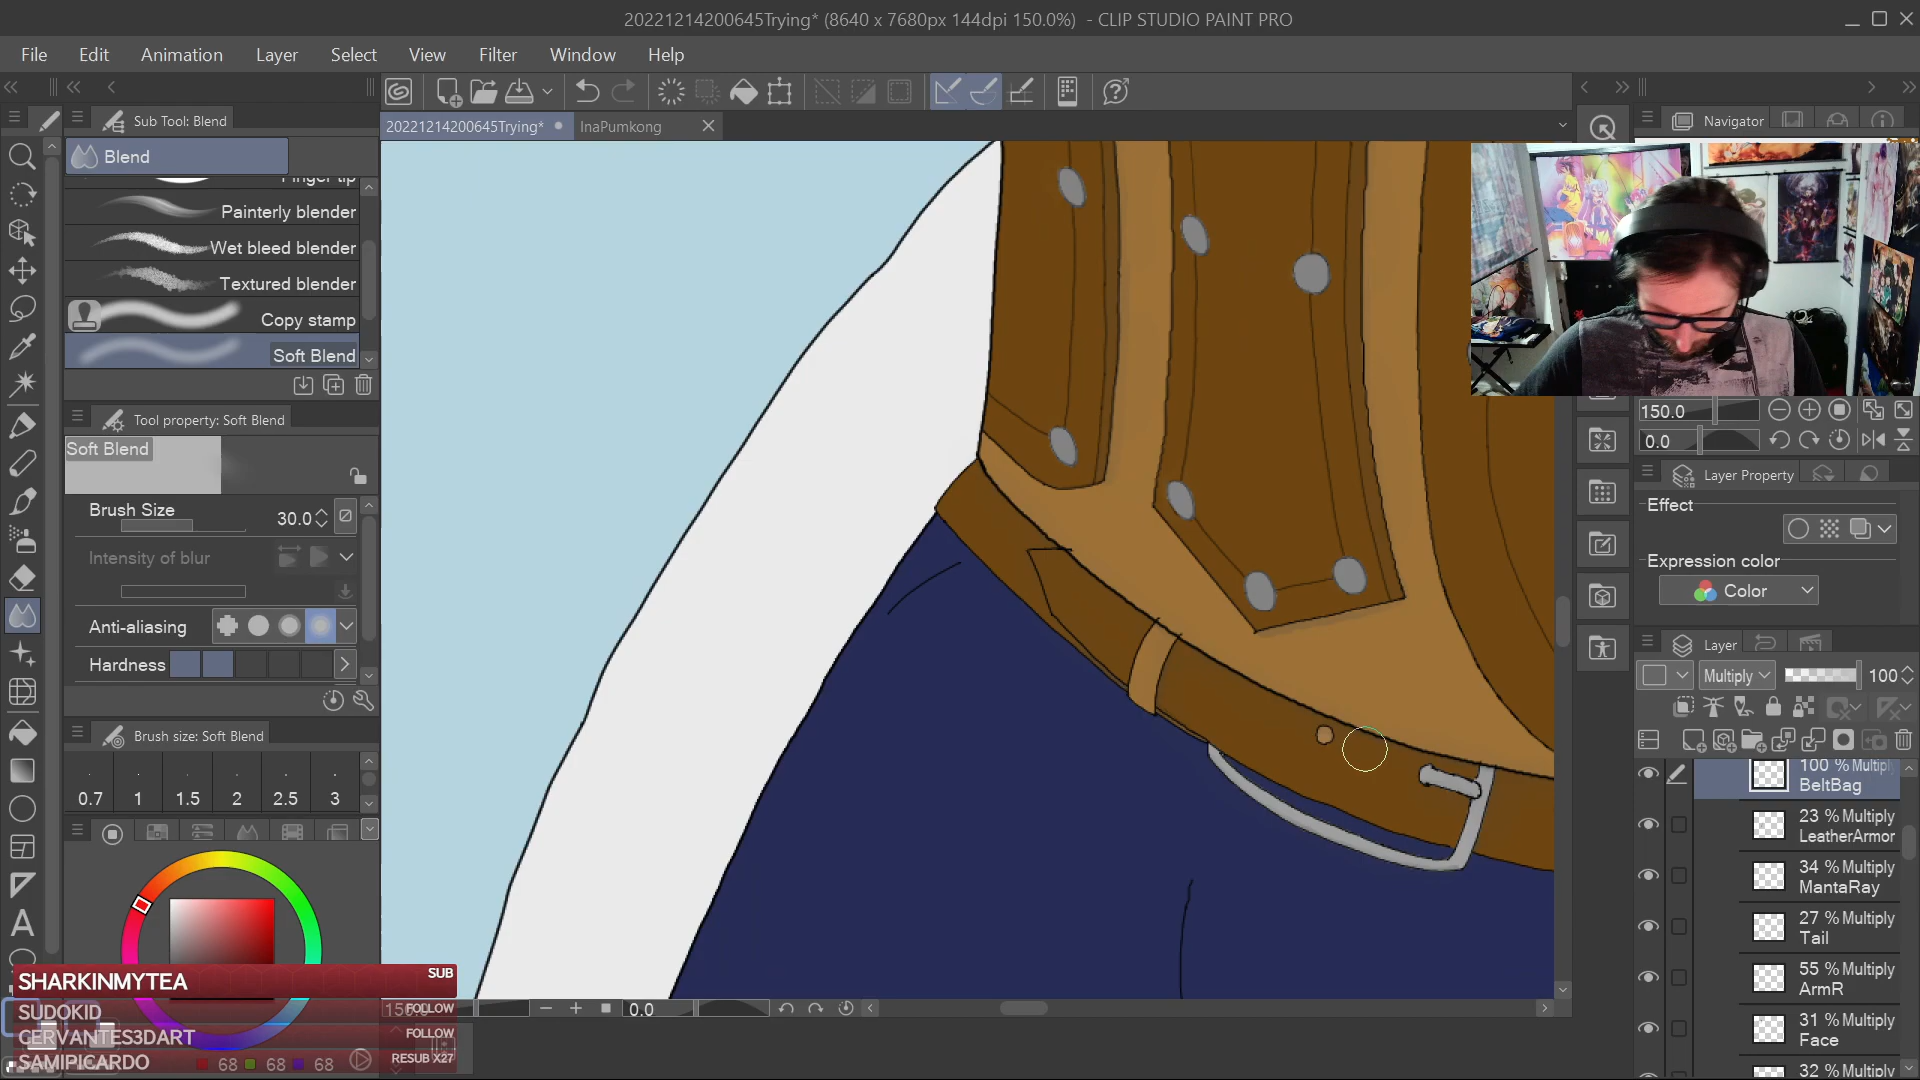 20221214200645Trying* (8640 x 7680px 144dpi 150.0%) - CLIP STUDIO PAINT PRO
File Edit Animation Layer Select View Filter Window Help
Sub Tool: Blend
20221214200645Trying*
InaPumkong
Navigator
Blend
Finger tip
Painterly blender
Wet bleed blender
Textured blender
Copy stamp
Soft Blend
Tool property: Soft Blend
Soft Blend
Brush Size 30.0
Intensity of blur
Anti-aliasing
Hardness
Brush size: Soft Blend
0.7 1 1.5 2 2.5 3
150.0
0.0
Layer Property
Effect
Expression color
Color
Layer
Multiply 100
100 % Multiply
BeltBag
23 % Multiply
LeatherArmor
34 % Multiply
MantaRay
27 % Multiply
Tail
55 % Multiply
ArmR
31 % Multiply
Face
32 % Multiply
SHARKINMYTEA SUB
SUDOKID FOLLOW
CERVANTES3DART FOLLOW
SAMIPICARDO RESUB X27
0.0
68 68 68